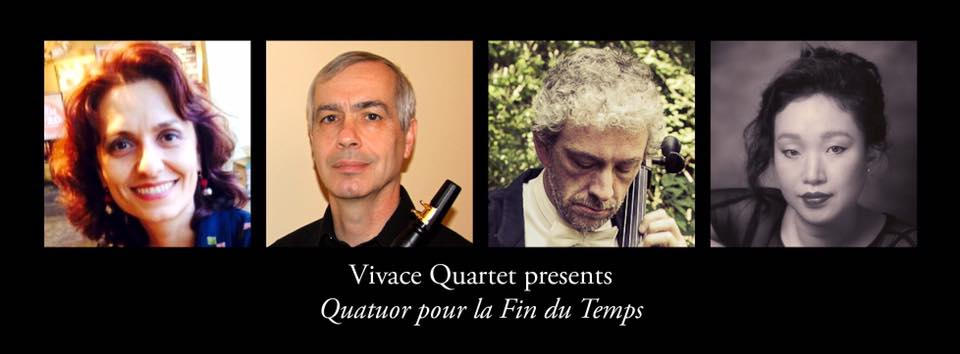 Vivace Quartet presents
Quatuor pour la Fin du Temps